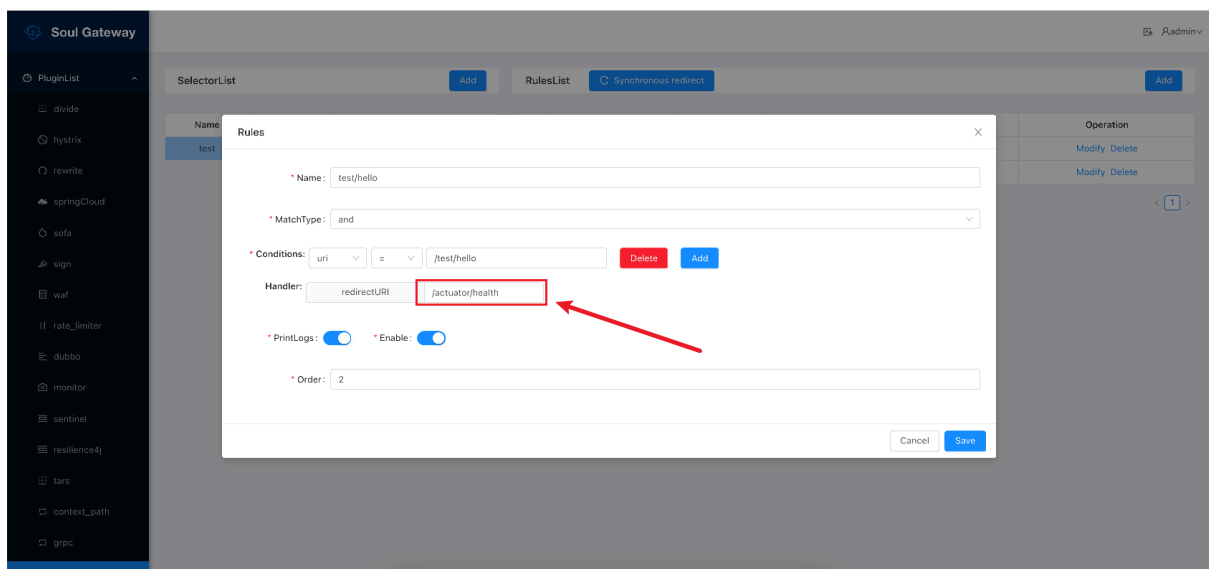 Soul Gateway
admin
PluginList
SelectorList
Add
RulesList
Synchronous redirect
Add
divide
hystrix
rewrite
springCloud
sofa
sign
waf
rate_limiter
dubbo
monitor
sentinel
resilience4j
tars
context_path
grpc
Name
Operation
test
Modify Delete
Modify Delete
1
Rules
* Name: test/hello
* MatchType: and
* Conditions: uri = /test/hello Delete Add
Handler: redirectURI /actuator/health
* PrintLogs: * Enable:
* Order: 2
Cancel Save